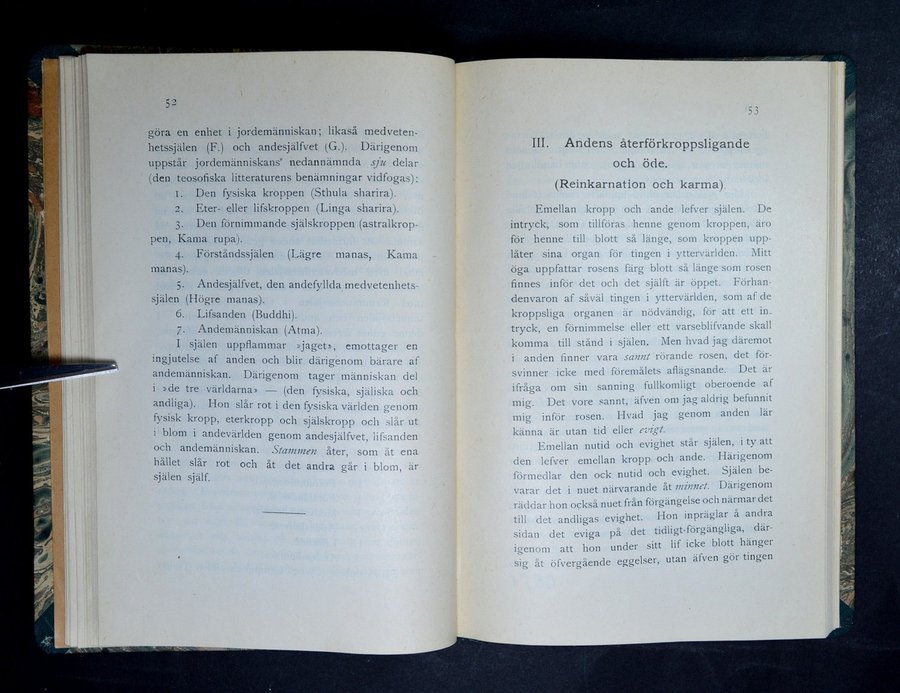 52
göra en enhet i jordemänniskan; likaså medveten-
hetssjälen (F.) och andesjälfvet (G.). Därigenom
uppstår jordemänniskans' nedannämnda sju delar
(den teosofiska litteraturens benämningar vidfogas):
1. Den fysiska kroppen (Sthula sharira).
2. Eter- eller lifskroppen (Linga sharira).
3. Den förnimmande själskroppen (astralkrop-
pen, Kama rupa).
4. Förståndssjälen (Lägre manas, Kama
manas).
5. Andesjälfvet, den andefyllda medvetenhets-
själen (Högre manas).
6. Lifsanden (Buddhi).
7. Andemänniskan (Atma).
I själen uppflammar »jaget», emottager en
ingjutelse af anden och blir därigenom bärare af
andemänniskan. Därigenom tager människan del
i »de tre världarna» — (den fysiska, själiska och
andliga). Hon slår rot i den fysiska världen genom
fysisk kropp, eterkropp och själskropp och slår ut
i blom i andevärlden genom andesjälfvet, lifsanden
och andemänniskan. Stammen åter, som åt ena
hållet slår rot och åt det andra går i blom, är
själen själf.
53
III. Andens återförkroppsligande
och öde.
(Reinkarnation och karma)
Emellan kropp och ande lefver själen. De
intryck, som tillföras henne genom kroppen, äro
för henne till blott så länge, som kroppen upp-
låter sina organ för tingen i yttervärlden. Mitt
öga uppfattar rosens färg blott så länge som rosen
finnes inför det och det själft är öppet. Förhan-
denvaron af såväl tingen i yttervärlden, som af de
kroppsliga organen är nödvändig, för att ett in-
tryck, en förnimmelse eller ett varseblifvande skall
komma till stånd i själen. Men hvad jag däremot
i anden finner vara sannt rörande rosen, det för-
svinner icke med föremålets aflägsnande. Det är
ifråga om sin sanning fullkomligt oberoende af
mig. Det vore sannt, äfven om jag aldrig befunnit
mig inför rosen. Hvad jag genom anden lär
känna är utan tid eller evigt.
Emellan nutid och evighet står själen, i ty att
den lefver emellan kropp och ande. Härigenom
förmedlar den ock nutid och evighet. Själen be-
varar det i nuet närvarande åt minnet. Därigenom
räddar hon också nuet från förgängelse och närmar det
till det andligas evighet. Hon inpräglar å andra
sidan det eviga på det tidligt-förgängliga, där-
igenom att hon under sitt lif icke blott hänger
sig åt öfvergående eggelser, utan äfven gör tingen